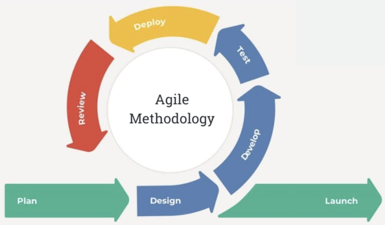 Deploy
Test
Agile
Methodology
Review
Develop
Plan
Design
Launch